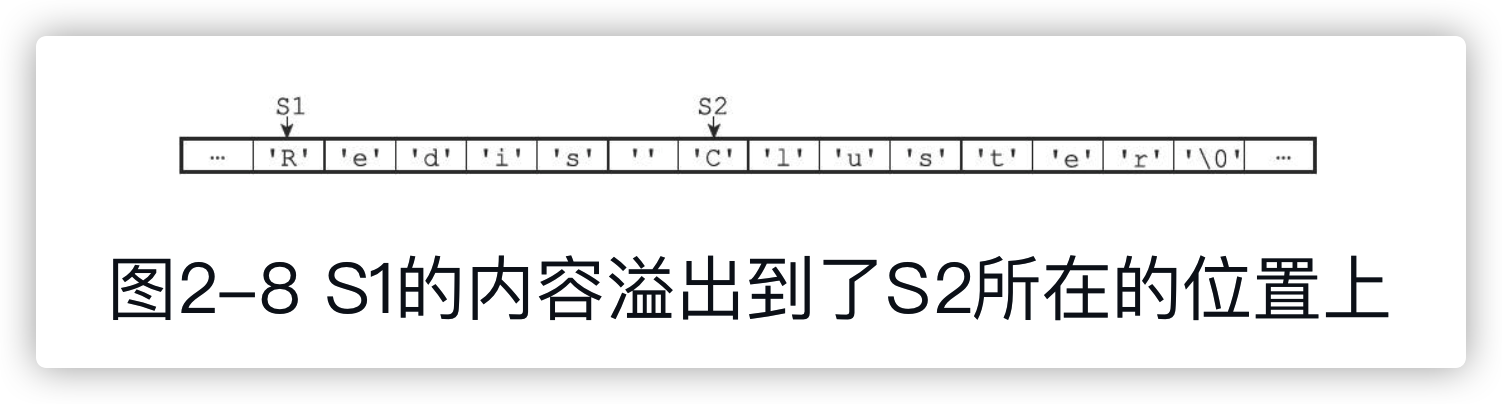 S1 S2
… 'R' 'e' 'd' 'i' 's' ' ' 'C' 'l' 'u' 's' 't' 'e' 'r' '\0' …
图2-8 S1的内容溢出到了S2所在的位置上